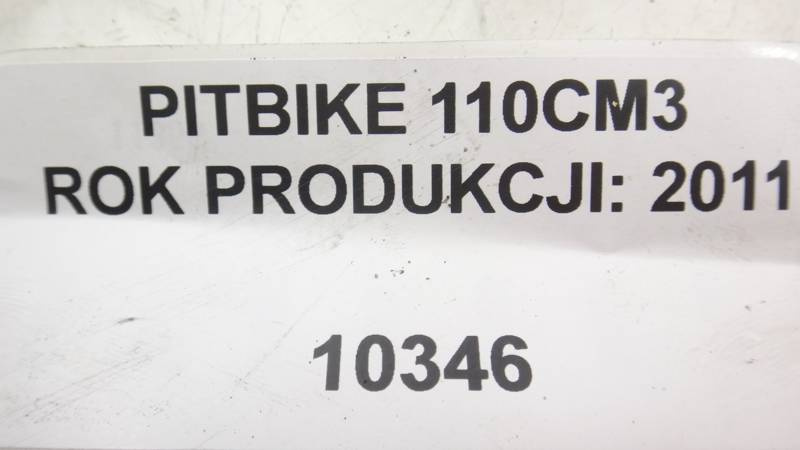 PITBIKE 110CM3
ROK PRODUKCJI: 2011
10346